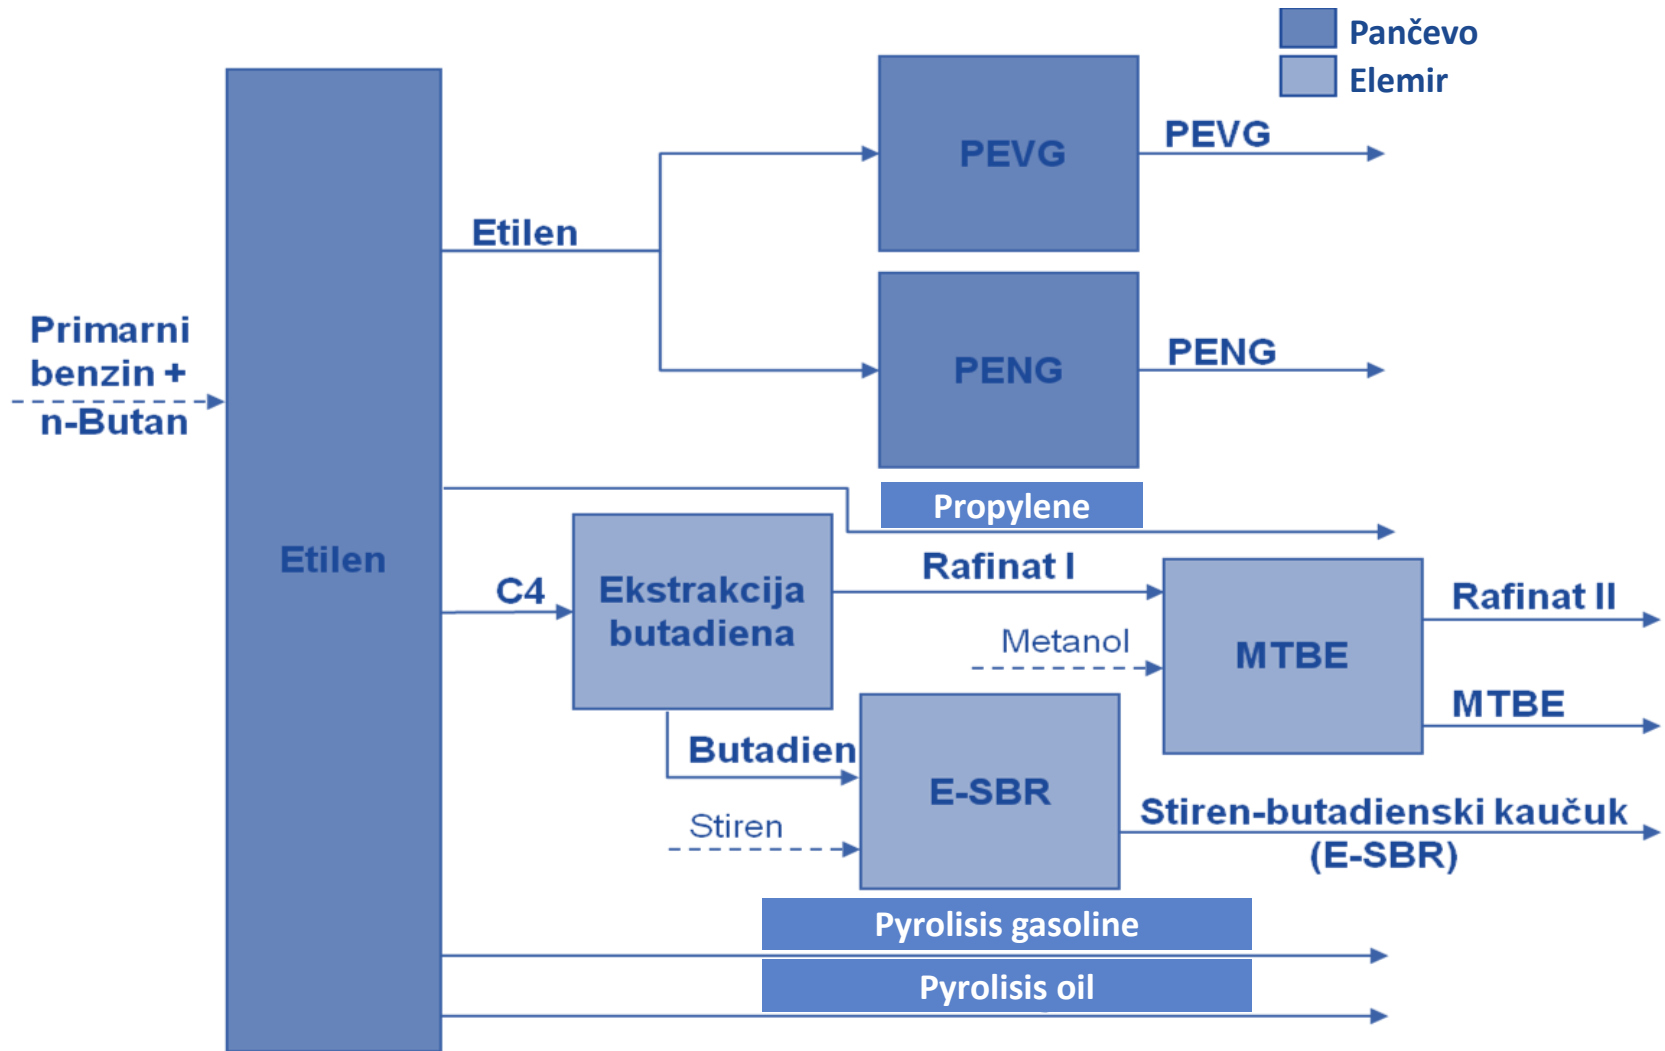 Pančevo
Elemir
PEVG
PEVG
Etilen
Primarni
benzin +
n-Butan
PENG
PENG
Propylene
Etilen
C4
Ekstrakcija
butadiena
Rafinat I
Metanol
MTBE
Rafinat II
MTBE
Butadien
Stiren
E-SBR
Stiren-butadienski kaučuk
(E-SBR)
Pyrolisis gasoline
Pyrolisis oil